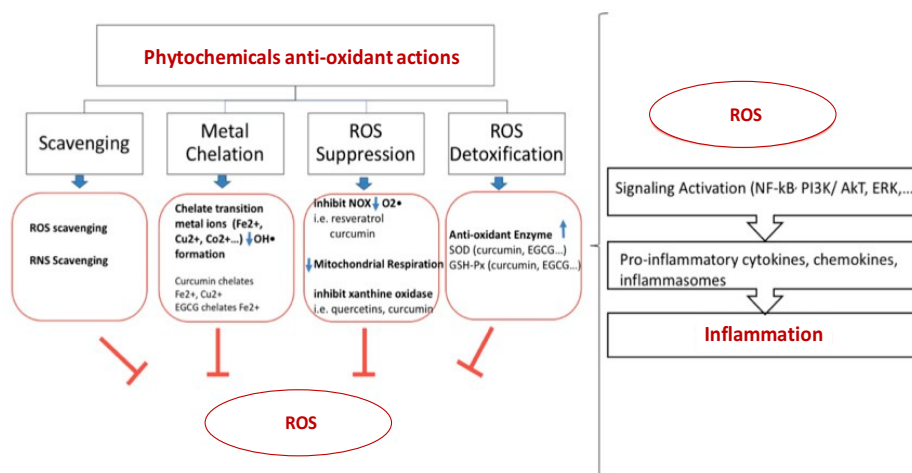 Phytochemicals anti-oxidant actions
Scavenging
Metal
Chelation
ROS
Suppression
ROS
Detoxification
ROS scavenging
RNS Scavenging
Chelate transition
metal ions (Fe2+,
Cu2+, Co2+...) OH•
formation
Curcumin chelates
Fe2+, Cu2+
EGCG chelates Fe2+
Inhibit NOX O2•
i.e. resveratrol
curcumin
Mitochondrial Respiration
inhibit xanthine oxidase
i.e. quercetins, curcumin
Anti-oxidant Enzyme
SOD (curcumin, EGCG...)
GSH-Px (curcumin, EGCG...)
ROS
ROS
Signaling Activation (NF-kB· PI3K/ AkT, ERK,...
Pro-inflammatory cytokines, chemokines,
inflammasomes
Inflammation